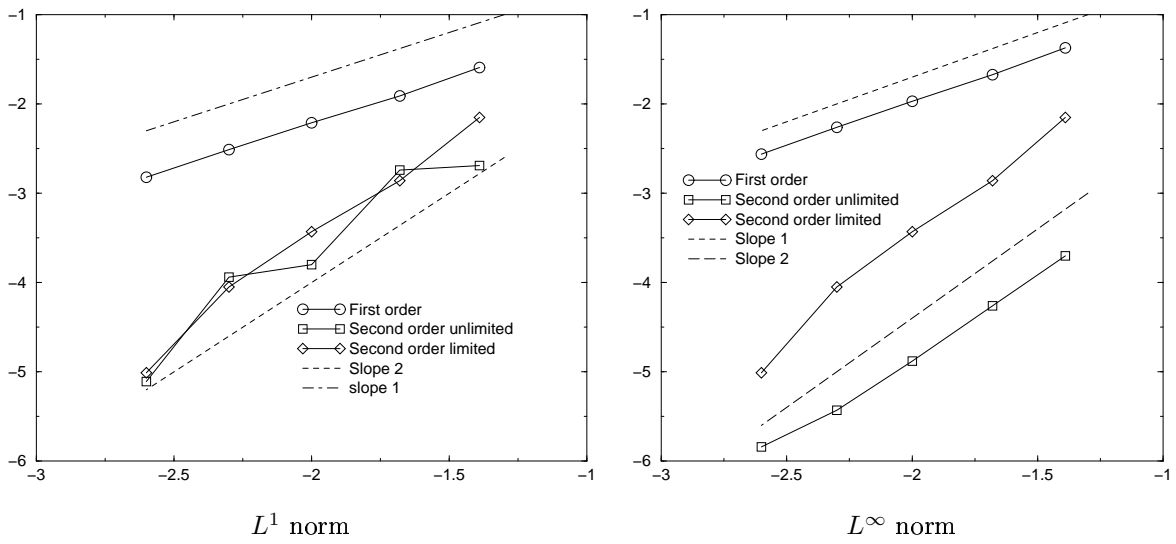 −1
−2
−3
−4
−5
−6
−3
−2.5
−2
−1.5
−1
First order
Second order unlimited
Second order limited
Slope 2
slope 1
L¹ norm
−1
−2
−3
−4
−5
−6
−3
−2.5
−2
−1.5
−1
First order
Second order unlimited
Second order limited
Slope 1
Slope 2
L∞ norm